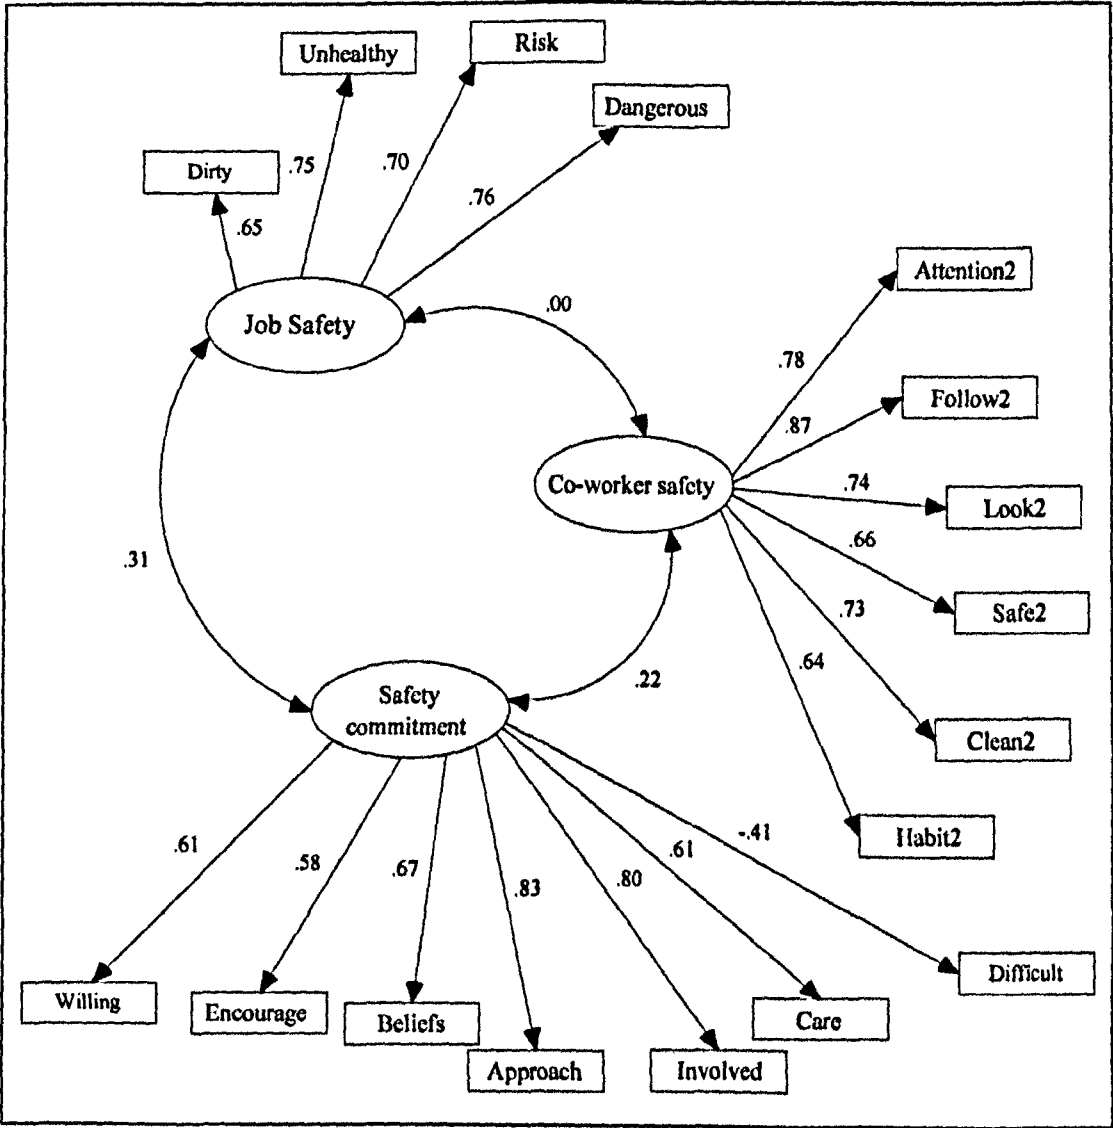 Unhealthy
Risk
Dangerous
Dirty
.75
.70
.76
.65
Job Safety
.00
Attention2
.78
Follow2
.87
Co-worker safety
.74
Look2
.66
Safe2
.73
.64
Clean2
Habit2
.31
.22
Safety
commitment
.61
.58
.67
.83
.80
.61
-.41
Willing
Encourage
Beliefs
Approach
Involved
Care
Difficult